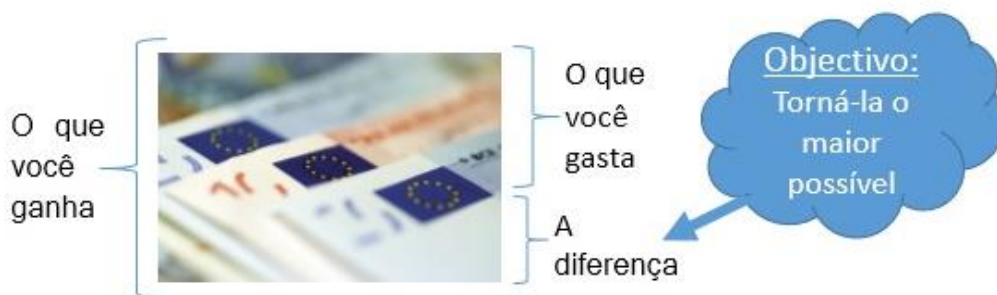 O que
você
ganha
O que
você
gasta
A
diferença
Objectivo:
Torná-la o
maior
possível